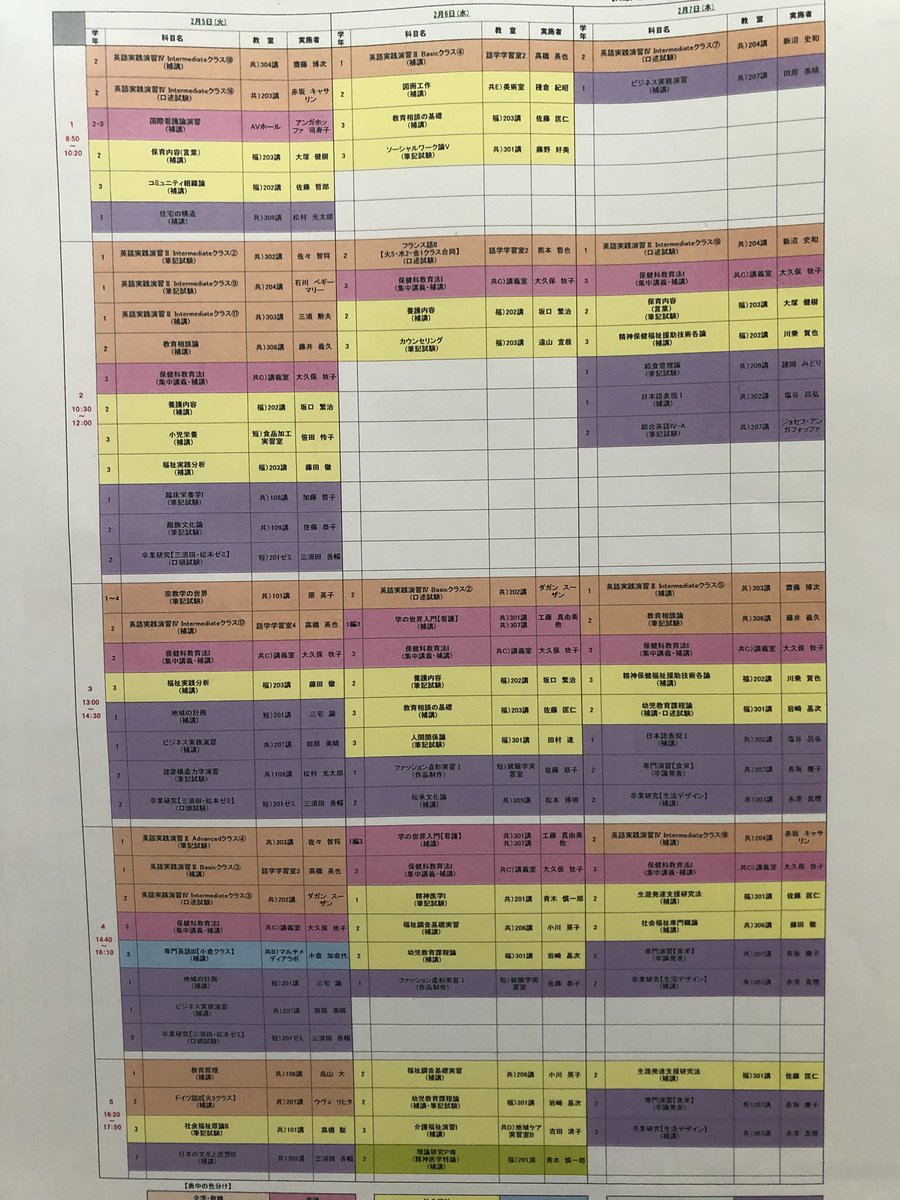 2月5日(火) 2月6日(水) 2月7日(木)
学年 科目名 教室 実施者 学年 科目名 教室 実施者 学年 科目名 教室 実施者
1
8:50
~
10:20
2 英語実践演習Ⅳ Intermediateクラス⑱ (補講) 共)304講 齋藤 博次
2 英語実践演習Ⅳ Intermediateクラス⑯ (口述試験) 共)203講 赤坂 キャサリン
2・3 国際看護論演習 (補講) AVホール アンガホッファ 司寿子
2 保育内容(言葉) (補講) 福)203講 大塚 健樹
3 コミュニティ組織論 (補講) 福)202講 佐藤 哲郎
1 住宅の構造 (補講) 共)309講 松村 光太郎
1 英語実践演習Ⅱ Basicクラス④ (補講) 語学学習室2 高橋 英也
2 図画工作 (補講) 共E)美術室 種倉 紀昭
3 教育相談の基礎 (補講) 福)203講 佐藤 匡仁
3 ソーシャルワーク論Ⅴ (筆記試験) 共)301講 藤野 好美
2 英語実践演習Ⅳ Intermediateクラス⑦ (口述試験) 共)204講 新沼 史和
1 ビジネス実務演習 (補講) 共)207講 田原 美晴
2
10:30
~
12:00
1 英語実践演習Ⅱ Intermediateクラス② (筆記試験) 共)302講 佐々 智将
1 英語実践演習Ⅱ Intermediateクラス⑨ (筆記試験) 共)204講 石川 ペギーマリー
1 英語実践演習Ⅱ Intermediateクラス⑰ (補講) 共)303講 三浦 勲夫
2 教育相談論 (補講) 共)306講 藤井 義久
3 保健科教育法Ⅰ (集中講義・補講) 共C)講義室 大久保 牧子
2 養護内容 (補講) 福)202講 坂口 繁治
3 小児栄養 (補講) 短)食品加工実習室 笹田 怜子
3 福祉実践分析 (補講) 福)203講 藤田 徹
1 臨床栄養学Ⅰ (筆記試験) 共)108講 加藤 哲子
2 服飾文化論 (筆記試験) 共)109講 佐藤 恭子
2 卒業研究【三須田・松本ゼミ】 (口頭試験) 短)201ゼミ 三須田 善暢
2 フランス語Ⅱ 【火5・水2・金1クラス合同】 (口述試験) 語学学習室2 熊本 哲也
3 保健科教育法Ⅰ (集中講義・補講) 共C)講義室 大久保 牧子
2 養護内容 (補講) 福)202講 坂口 繁治
3 カウンセリング (筆記試験) 福)203講 遠山 宜哉
1 英語実践演習Ⅱ Intermediateクラス⑩ (口述試験) 共)204講 新沼 史和
3 保健科教育法Ⅰ (集中講義・補講) 共C)講義室 大久保 牧子
2 保育内容 (言葉) (筆記試験) 福)203講 大塚 健樹
3 精神保健福祉援助技術各論 (補講) 福)202講 川乗 賀也
1 給食管理論 (筆記試験) 共)209講 諸岡 みどり
1 日本語表現Ⅰ (補講) 共)302講 塩谷 昌弘
2 総合英語Ⅳ-A (筆記試験) 共)207講 ジョセフ・アンガフォッファ
3
13:00
~
14:30
1~4 宗教学の世界 (筆記試験) 共)101講 原 英子
2 英語実践演習Ⅳ Intermediateクラス⑬ (補講) 語学学習室4 高橋 英也
3 保健科教育法Ⅰ (集中講義・補講) 共C)講義室 大久保 牧子
3 福祉実践分析 (補講) 福)203講 藤田 徹
1 地域の計画 (補講) 短)201講 三宅 諭
1 ビジネス実務演習 (補講) 共)207講 田原 美晴
2 建築構造力学演習 (筆記試験) 共)109講 松村 光太郎
2 卒業研究【三須田・松本ゼミ】 (口頭試験) 短)201ゼミ 三須田 善暢
2 英語実践演習Ⅳ Basicクラス② (口述試験) 共)202講 ダガン スーザン
1編3 学の世界入門【看護】 (補講) 共)301講 共)307講 工藤 真由美 他
3 保健科教育法Ⅰ (集中講義・補講) 共C)講義室 大久保 牧子
2 養護内容 (筆記試験) 福)202講 坂口 繁治
3 教育相談の基礎 (補講) 福)203講 佐藤 匡仁
3 人間関係論 (筆記試験) 福)301講 田村 達
1 ファッション造形実習Ⅰ (作品制作) 短)被服学実習室 佐藤 恭子
2 伝承文化論 (補講) 共)309講 松本 博明
1 英語実践演習Ⅱ Intermediateクラス⑤ (補講) 共)303講 齋藤 博次
2 教育相談論 (筆記試験) 共)306講 藤井 義久
3 保健科教育法Ⅰ (集中講義・補講) 共C)講義室 大久保 牧子
3 精神保健福祉援助技術各論 (補講) 福)202講 川乗 賀也
2 幼児教育課程論 (補講・口述試験) 福)301講 岩﨑 基次
1 日本語表現Ⅰ (補講) 共)202講 塩谷 昌弘
2 専門演習【食栄】 (卒論発表) 共)207講 長坂 慶子
2 卒業研究【生活デザイン】 (補講) 共)307講 赤澤 真理
4
14:40
~
16:10
1 英語実践演習Ⅱ Advancedクラス④ (筆記試験) 共)303講 佐々 智将
1 英語実践演習Ⅱ Basicクラス③ (補講) 語学学習室3 高橋 英也
2 英語実践演習Ⅳ Intermediateクラス③ (口述試験) 共)202講 ダガン スーザン
3 保健科教育法Ⅰ (集中講義・補講) 共C)講義室 大久保 牧子
3 専門英語Ⅲ【小倉クラス】 (補講) 共B)マルチメディアラボ 小倉 加奈代
1 地域の計画 (補講) 短)201講 三宅 諭
1 ビジネス実務演習 (補講) 共)207講 田原 美晴
2 卒業研究【三須田・松本ゼミ】 (口頭試験) 短)201ゼミ 三須田 善暢
1編3 学の世界入門【看護】 (補講) 共)301講 共)307講 工藤 真由美 他
3 保健科教育法Ⅰ (集中講義・補講) 共C)講義室 大久保 牧子
1 精神医学Ⅰ (筆記試験) 共)201講 青木 慎一郎
2 福祉調査基礎実習 (補講) 共)206講 小川 晃子
2 幼児教育課程論 (補講) 福)301講 岩﨑 基次
1 ファッション造形実習Ⅰ (作品制作) 短)被服学実習室 佐藤 恭子
2 英語実践演習Ⅳ Intermediateクラス⑭ (補講) 共)204講 赤坂 キャサリン
3 保健科教育法Ⅰ (集中講義・補講) 共C)講義室 大久保 牧子
2 生涯発達支援研究法 (補講) 福)301講 佐藤 匡仁
3 社会福祉専門職論 (補講) 共)306講 藤田 徹
2 専門演習【食栄】 (卒論発表) 共)207講 長坂 慶子
2 卒業研究【生活デザイン】 (補講) 共)307講 赤澤 真理
5
16:20
~
17:50
1 教育原理 (補講) 共)106講 畠山 大
2 ドイツ語Ⅱ【火5クラス】 (補講) 共)207講 ウヴェ リヒタ
3 社会福祉原論Ⅱ (筆記試験) 共)101講 高橋 聡
1 日本の文化と思想B (補講) 共)309講 三須田 善暢
2 福祉調査基礎実習 (補講) 共)206講 小川 晃子
2 幼児教育課程論 (補講・筆記試験) 福)301講 岩﨑 基次
3 介護福祉演習Ⅰ (補講) 共D)地域ケア実習室B 吉田 清子
2 (精神医学特論) (補講) 福)201演 青木 慎一郎
2 生涯発達支援研究法 (補講) 福)301講 佐藤 匡仁
2 専門演習【食栄】 (卒論発表) 共)207講 長坂 慶子
2 卒業研究【生活デザイン】 (補講) 共)307講 赤澤 真理
【表中の色分け】